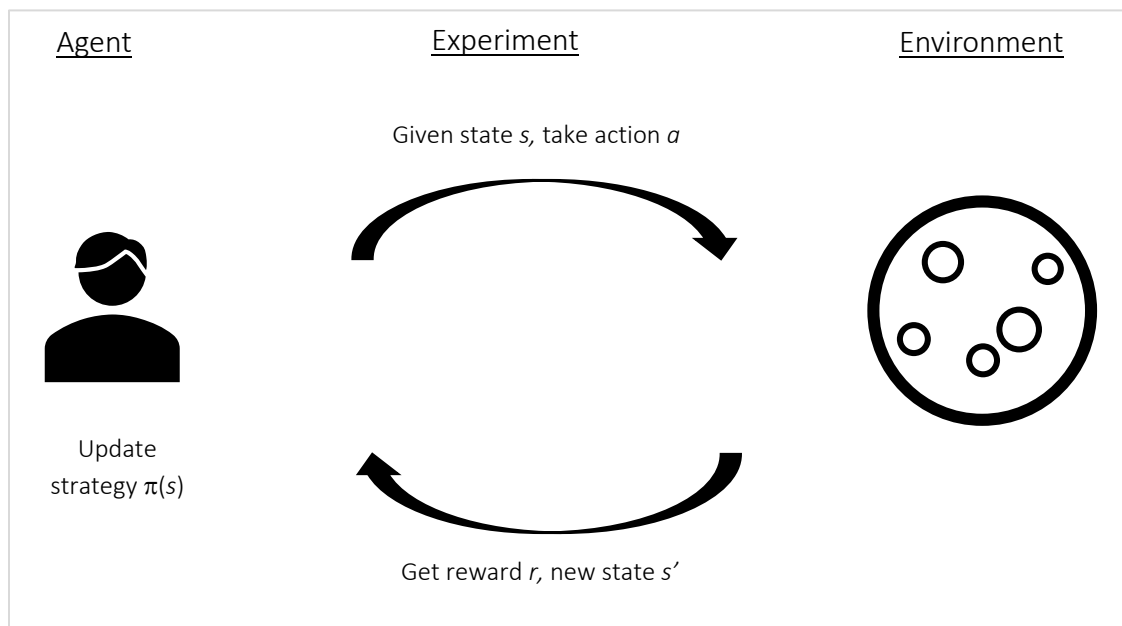 Agent
Experiment
Environment
Given state s, take action a
Update
strategy π(s)
Get reward r, new state s’